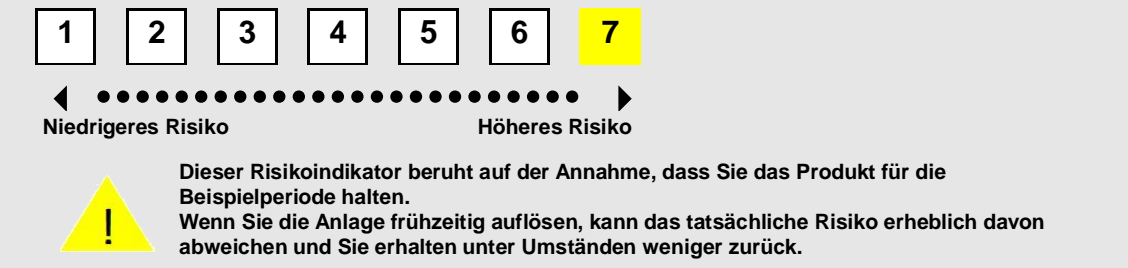 1 2 3 4 5 6 7
Niedrigeres Risiko Höheres Risiko
Dieser Risikoindikator beruht auf der Annahme, dass Sie das Produkt für die
Beispielperiode halten.
Wenn Sie die Anlage frühzeitig auflösen, kann das tatsächliche Risiko erheblich davon
abweichen und Sie erhalten unter Umständen weniger zurück.
!